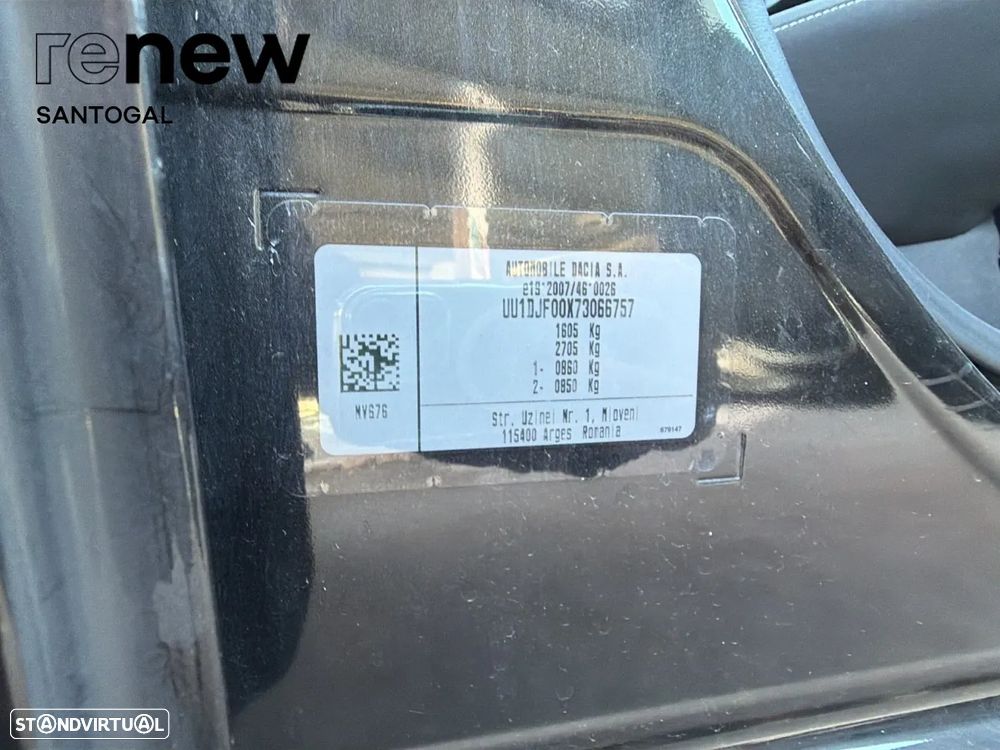 renew
SANTOGAL
AUTOMOBILE DACIA S.A.
e19*2007/46*0026
UU1DJF00X73066757
1605 Kg
2705 Kg
1- 0860 Kg
2- 0850 Kg
MV676
Str. Uzinei Nr. 1, Mioveni
115400 Arges Romania
679147
STANDVIRTUAL